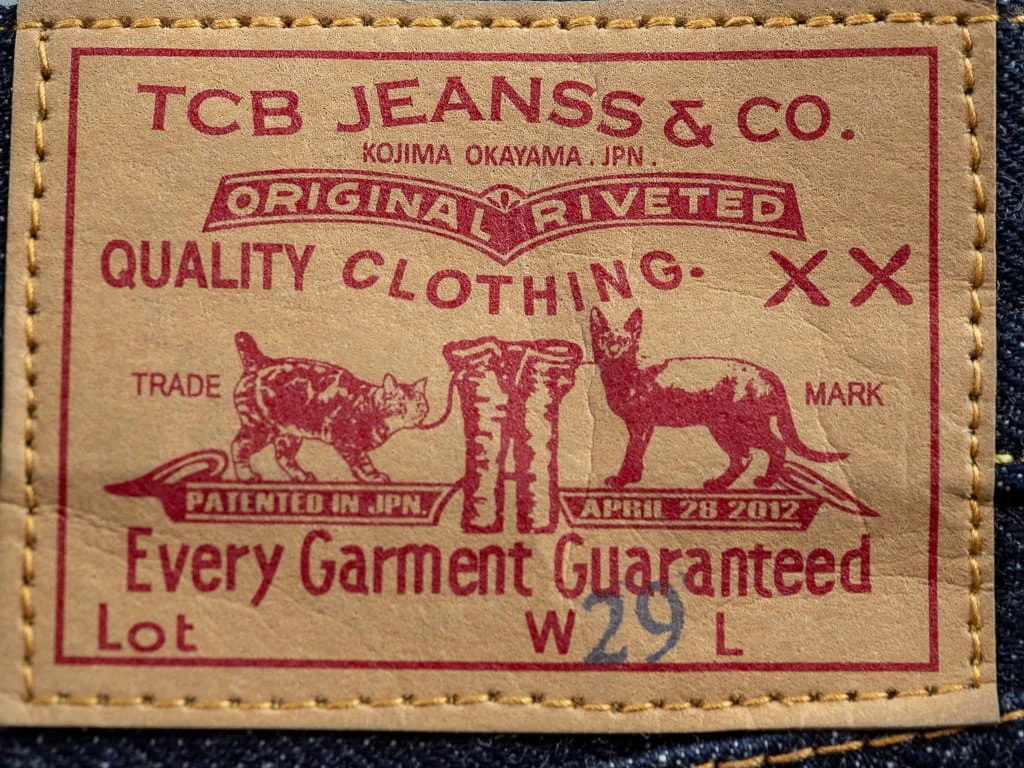 TCB JEANSS & CO.
KOJIMA OKAYAMA . JPN .
ORIGINAL RIVETED
QUALITY CLOTHING. XX
TRADE MARK
PATENTED IN JPN. APRIL 28 2012
Every Garment Guaranteed
Lot W 29 L